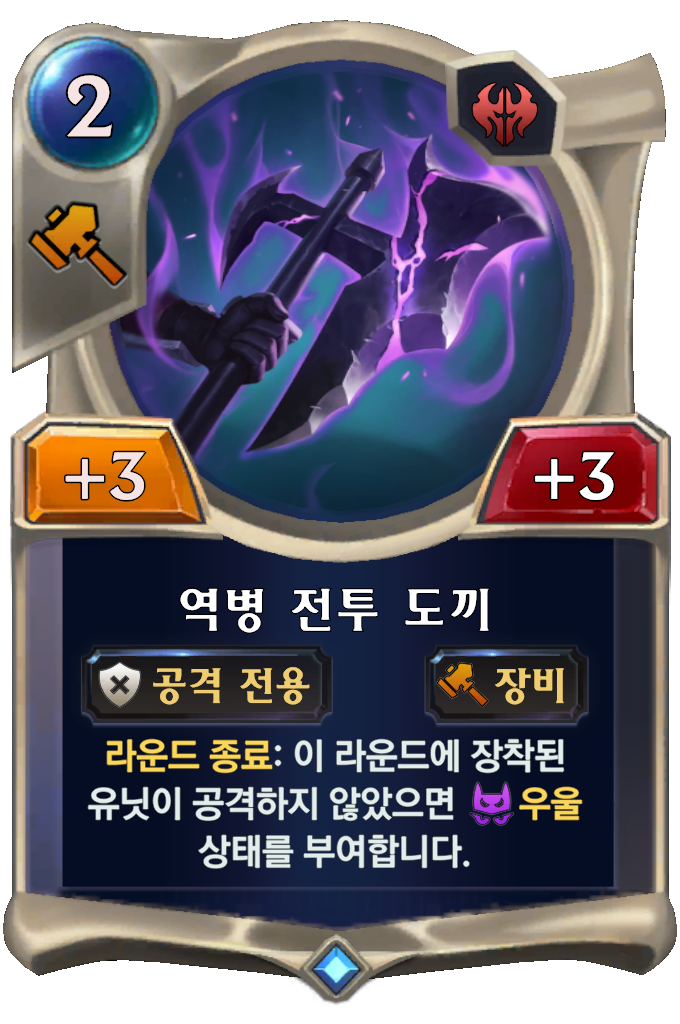 2
+3
+3
역병 전투 도끼
공격 전용
장비
라운드 종료: 이 라운드에 장착된
유닛이 공격하지 않았으면 우울
상태를 부여합니다.